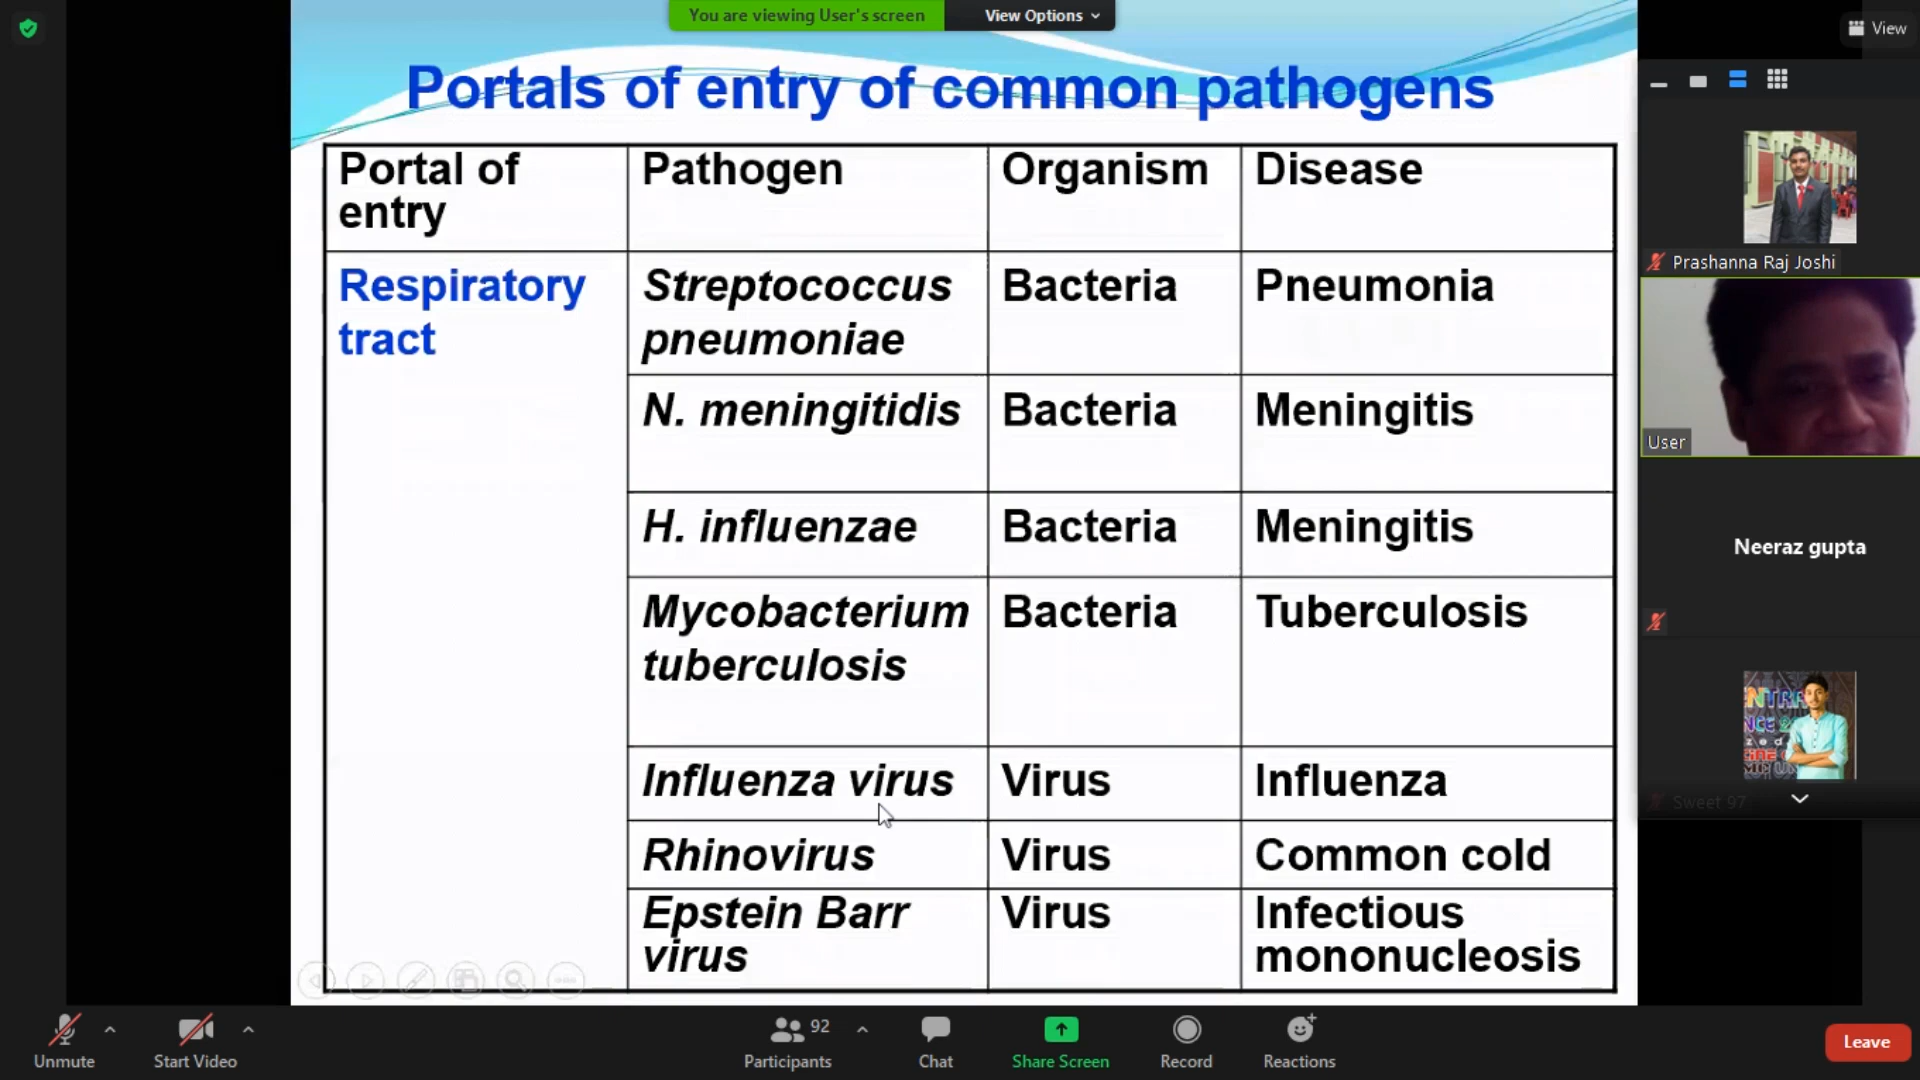 You are viewing User's screen
View Options
View
Portals of entry of common pathogens
Portal of entry
Pathogen
Organism
Disease
Respiratory tract
Streptococcus pneumoniae
Bacteria
Pneumonia
N. meningitidis
Bacteria
Meningitis
H. influenzae
Bacteria
Meningitis
Mycobacterium tuberculosis
Bacteria
Tuberculosis
Influenza virus
Virus
Influenza
Rhinovirus
Virus
Common cold
Epstein Barr virus
Virus
Infectious mononucleosis
Prashanna Raj Joshi
User
Neeraz gupta
Sweet 97
Unmute
Start Video
92
Participants
Chat
Share Screen
Record
Reactions
Leave